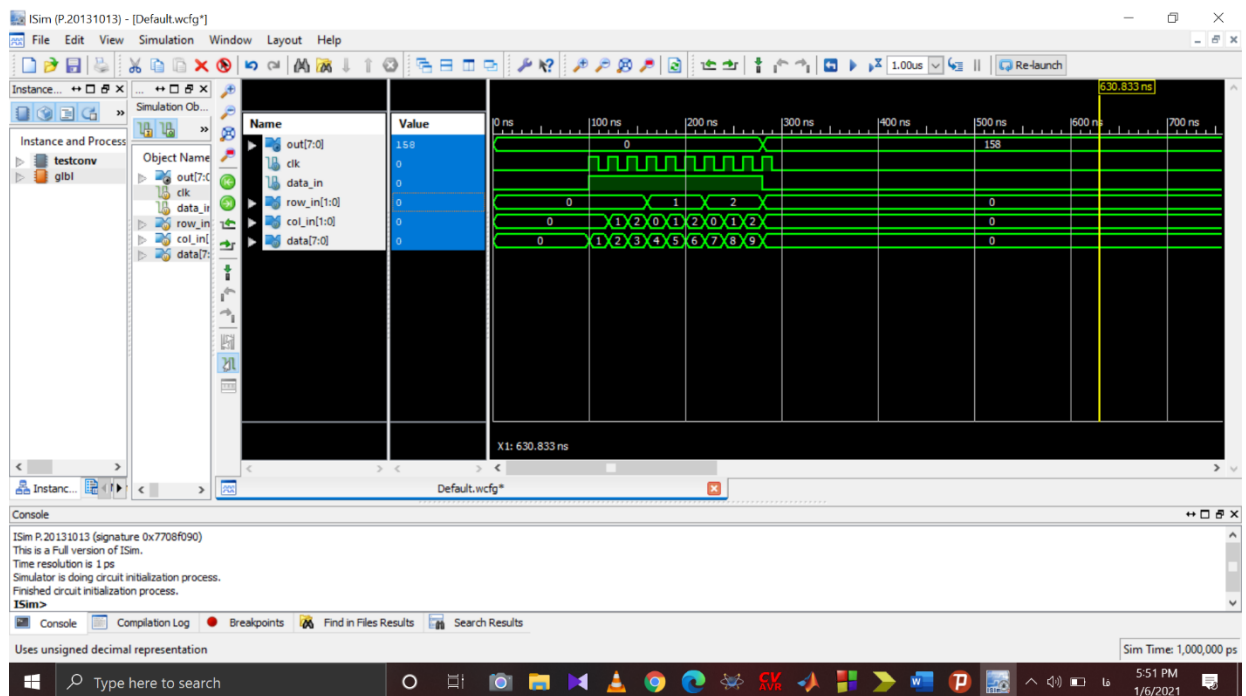 ISim (P.20131013) - [Default.wcfg*]
File Edit View Simulation Window Layout Help
1.00us Re-launch
Instance...
...
Simulation Ob...
Instance and Process
testconv
glbl
Object Name
out[7:0
clk
data_in
row_in
col_in[
data[7:
Name Value
out[7:0] 158
clk 0
data_in 0
row_in[1:0] 0
col_in[1:0] 0
data[7:0] 0
630.833 ns
0 ns 100 ns 200 ns 300 ns 400 ns 500 ns 600 ns 700 ns
0 158
0 1 2 0
0 1 2 0 1 2 0 1 2 0
0 1 2 3 4 5 6 7 8 9 0
X1: 630.833 ns
Instanc...
Default.wcfg*
Console
ISim P.20131013 (signature 0x7708f090)
This is a Full version of ISim.
Time resolution is 1 ps
Simulator is doing circuit initialization process.
Finished circuit initialization process.
ISim>
Console Compilation Log Breakpoints Find in Files Results Search Results
Uses unsigned decimal representation Sim Time: 1,000,000 ps
Type here to search
CV
AVR
فا
5:51 PM
1/6/2021